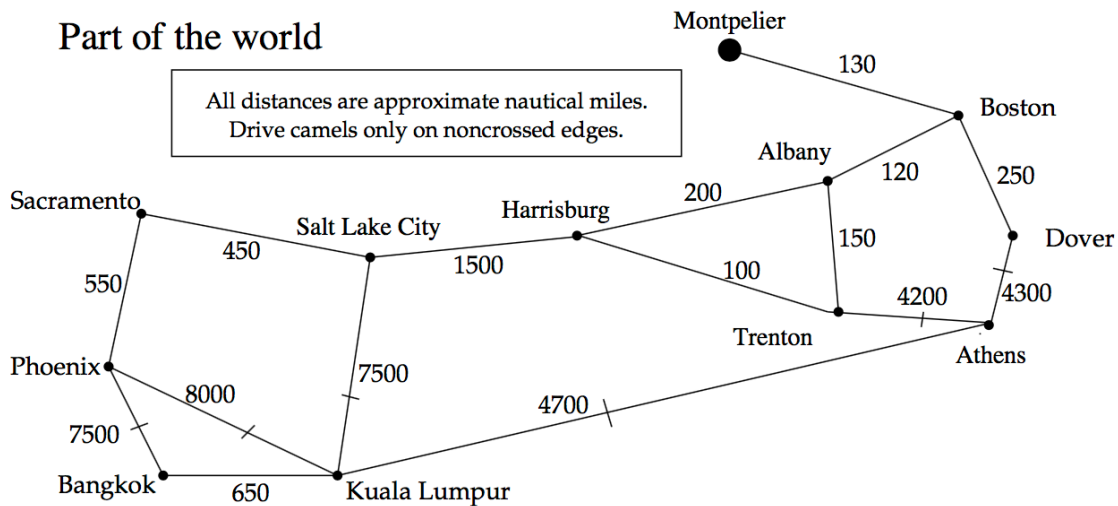 Part of the world
Montpelier
130
All distances are approximate nautical miles.
Drive camels only on noncrossed edges.
Boston
Albany
120
250
Sacramento
200
Harrisburg
Salt Lake City
450
1500
150
Dover
550
100
4200
4300
Trenton
Athens
Phoenix
8000
7500
4700
7500
Bangkok
650
Kuala Lumpur